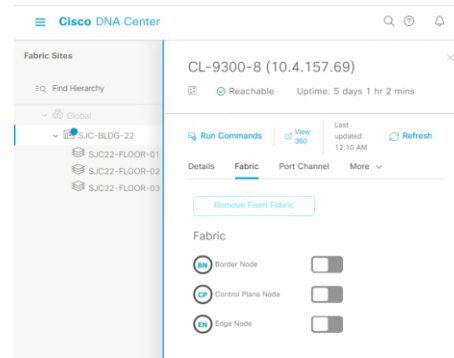 Cisco DNA Center
Fabric Sites
Find Hierarchy
Global
SJC-BLDG-22
SJC22-FLOOR-01
SJC22-FLOOR-02
SJC22-FLOOR-03
CL-9300-8 (10.4.157.69)
Reachable Uptime: 5 days 1 hr 2 mins
Run Commands
View 360
Last updated: 12:10 AM
Refresh
Details Fabric Port Channel More
Remove From Fabric
Fabric
BN Border Node
CP Control Plane Node
EN Edge Node